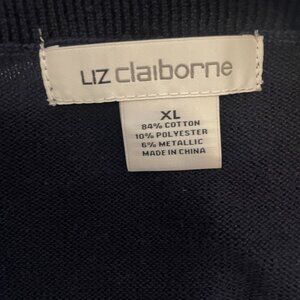 LIZ claiborne
XL
84% COTTON
10% POLYESTER
6% METALLIC
MADE IN CHINA